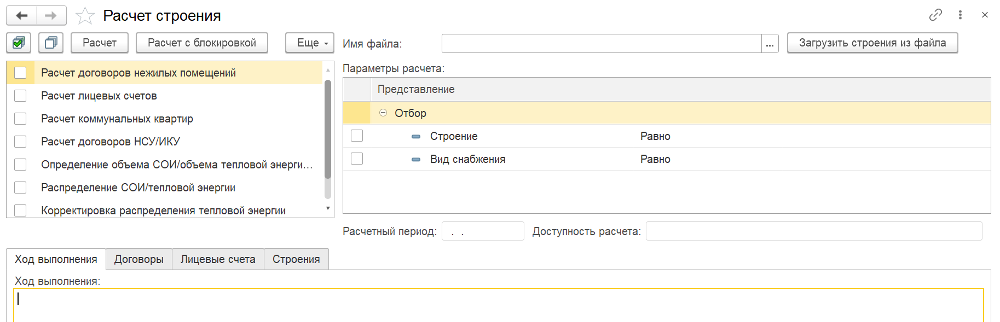 Расчет строения
Расчет
Расчет с блокировкой
Еще
Имя файла:
...
Загрузить строения из файла
Расчет договоров нежилых помещений
Расчет лицевых счетов
Расчет коммунальных квартир
Расчет договоров НСУ/ИКУ
Определение объема СОИ/объема тепловой энерги...
Распределение СОИ/тепловой энергии
Корректировка распределения тепловой энергии
Параметры расчета:
Представление
Отбор
Строение Равно
Вид снабжения Равно
Расчетный период: . . Доступность расчета:
Ход выполнения Договоры Лицевые счета Строения
Ход выполнения: